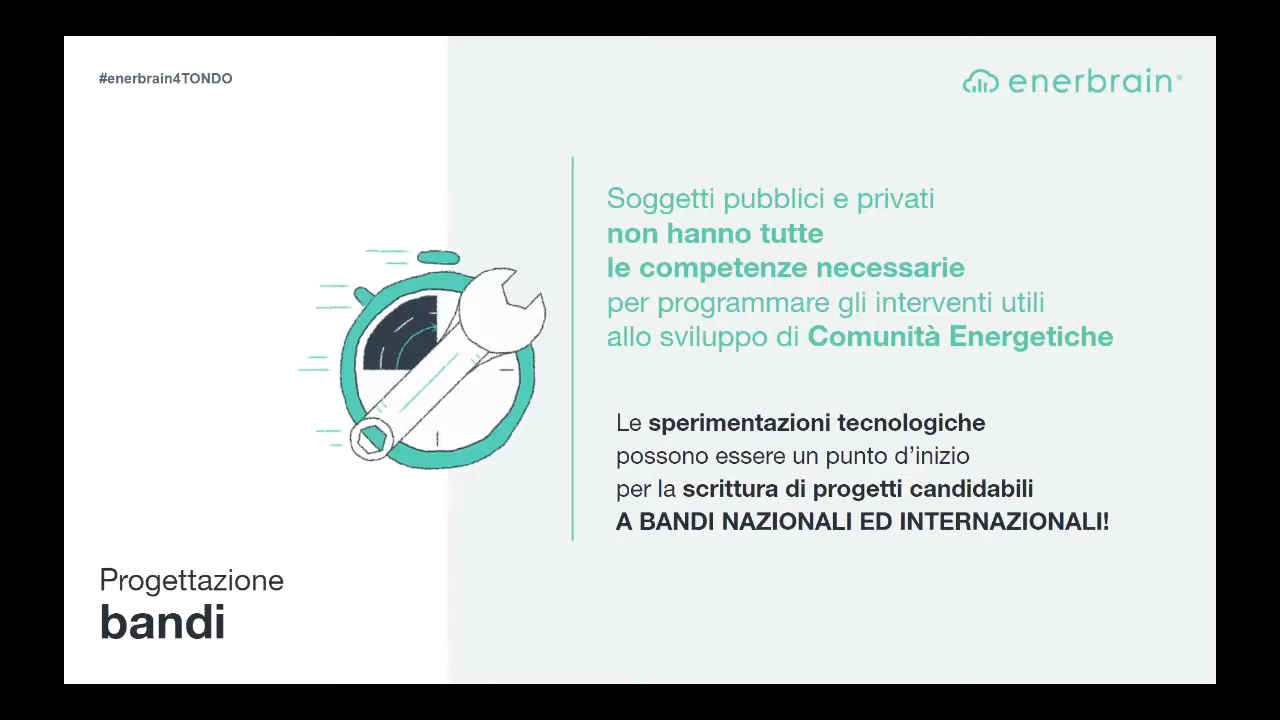 #enerbrain4TONDO
enerbrain®
Soggetti pubblici e privati
non hanno tutte
le competenze necessarie
per programmare gli interventi utili
allo sviluppo di Comunità Energetiche
Le sperimentazioni tecnologiche
possono essere un punto d’inizio
per la scrittura di progetti candidabili
A BANDI NAZIONALI ED INTERNAZIONALI!
Progettazione
bandi